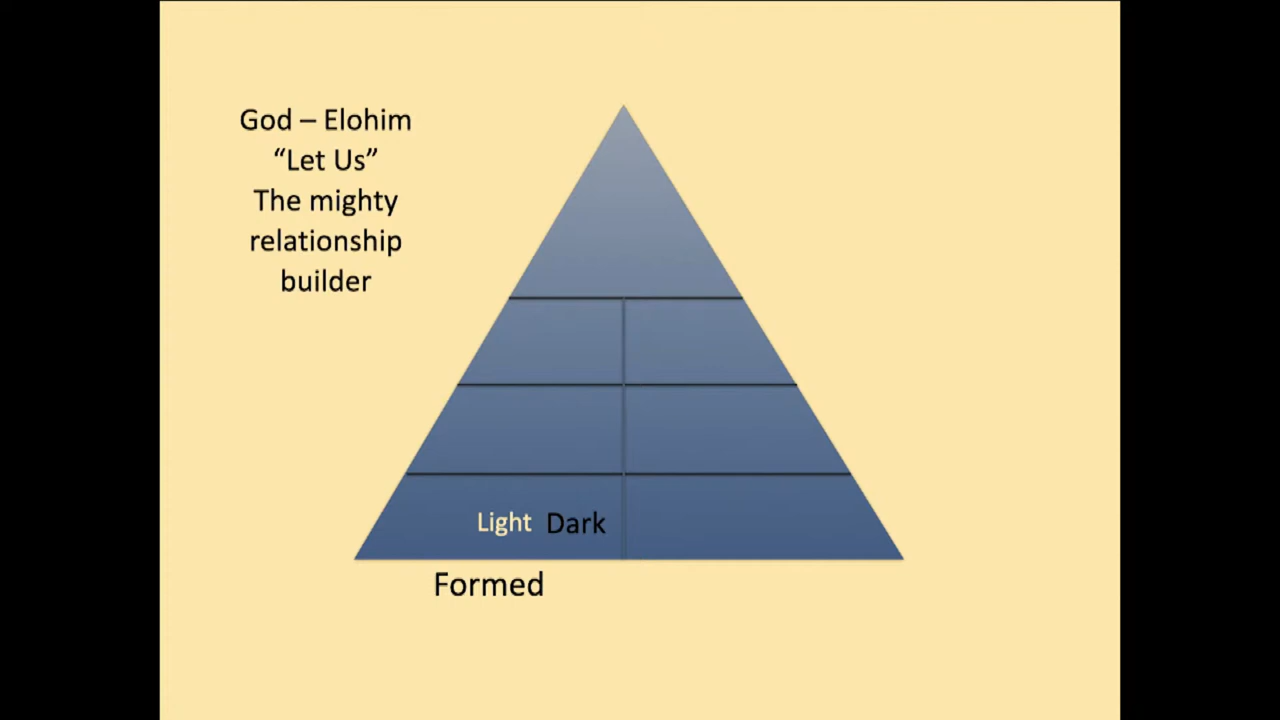 God – Elohim
“Let Us”
The mighty
relationship
builder
Light Dark
Formed